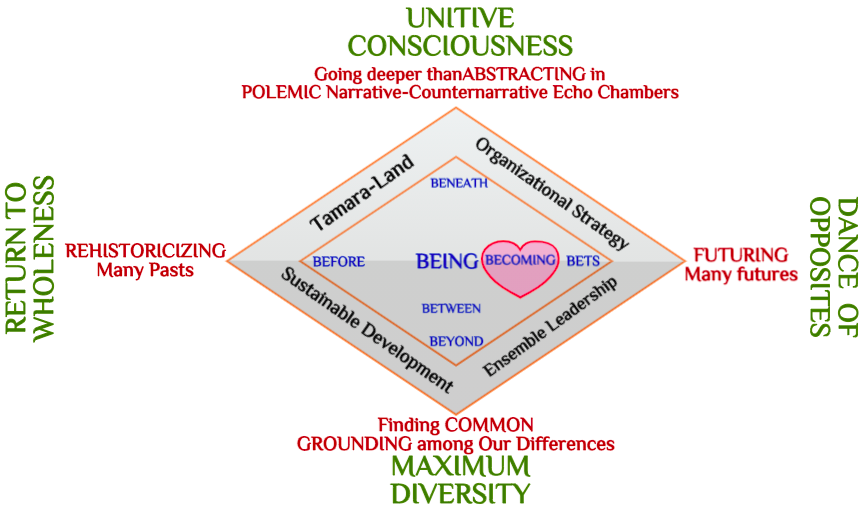 UNITIVE
CONSCIOUSNESS
Going deeper thanABSTRACTING in
POLEMIC Narrative-Counternarrative Echo Chambers
Tamara-Land
Organizational Strategy
BENEATH
RETURN TO
WHOLENESS
REHISTORICIZING
Many Pasts
BEFORE
BEING
BECOMING
BETS
FUTURING
Many futures
DANCE OF
OPPOSITES
BETWEEN
BEYOND
Sustainable Development
Ensemble Leadership
Finding COMMON
GROUNDING among Our Differences
MAXIMUM
DIVERSITY